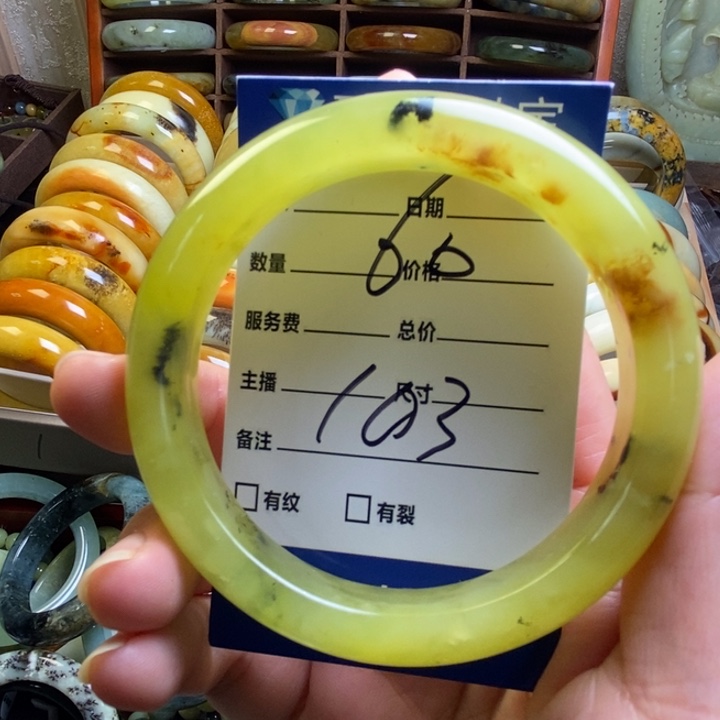 日期
数量 60 价格
服务费 总价
主播 尺寸
103
备注
有纹 有裂